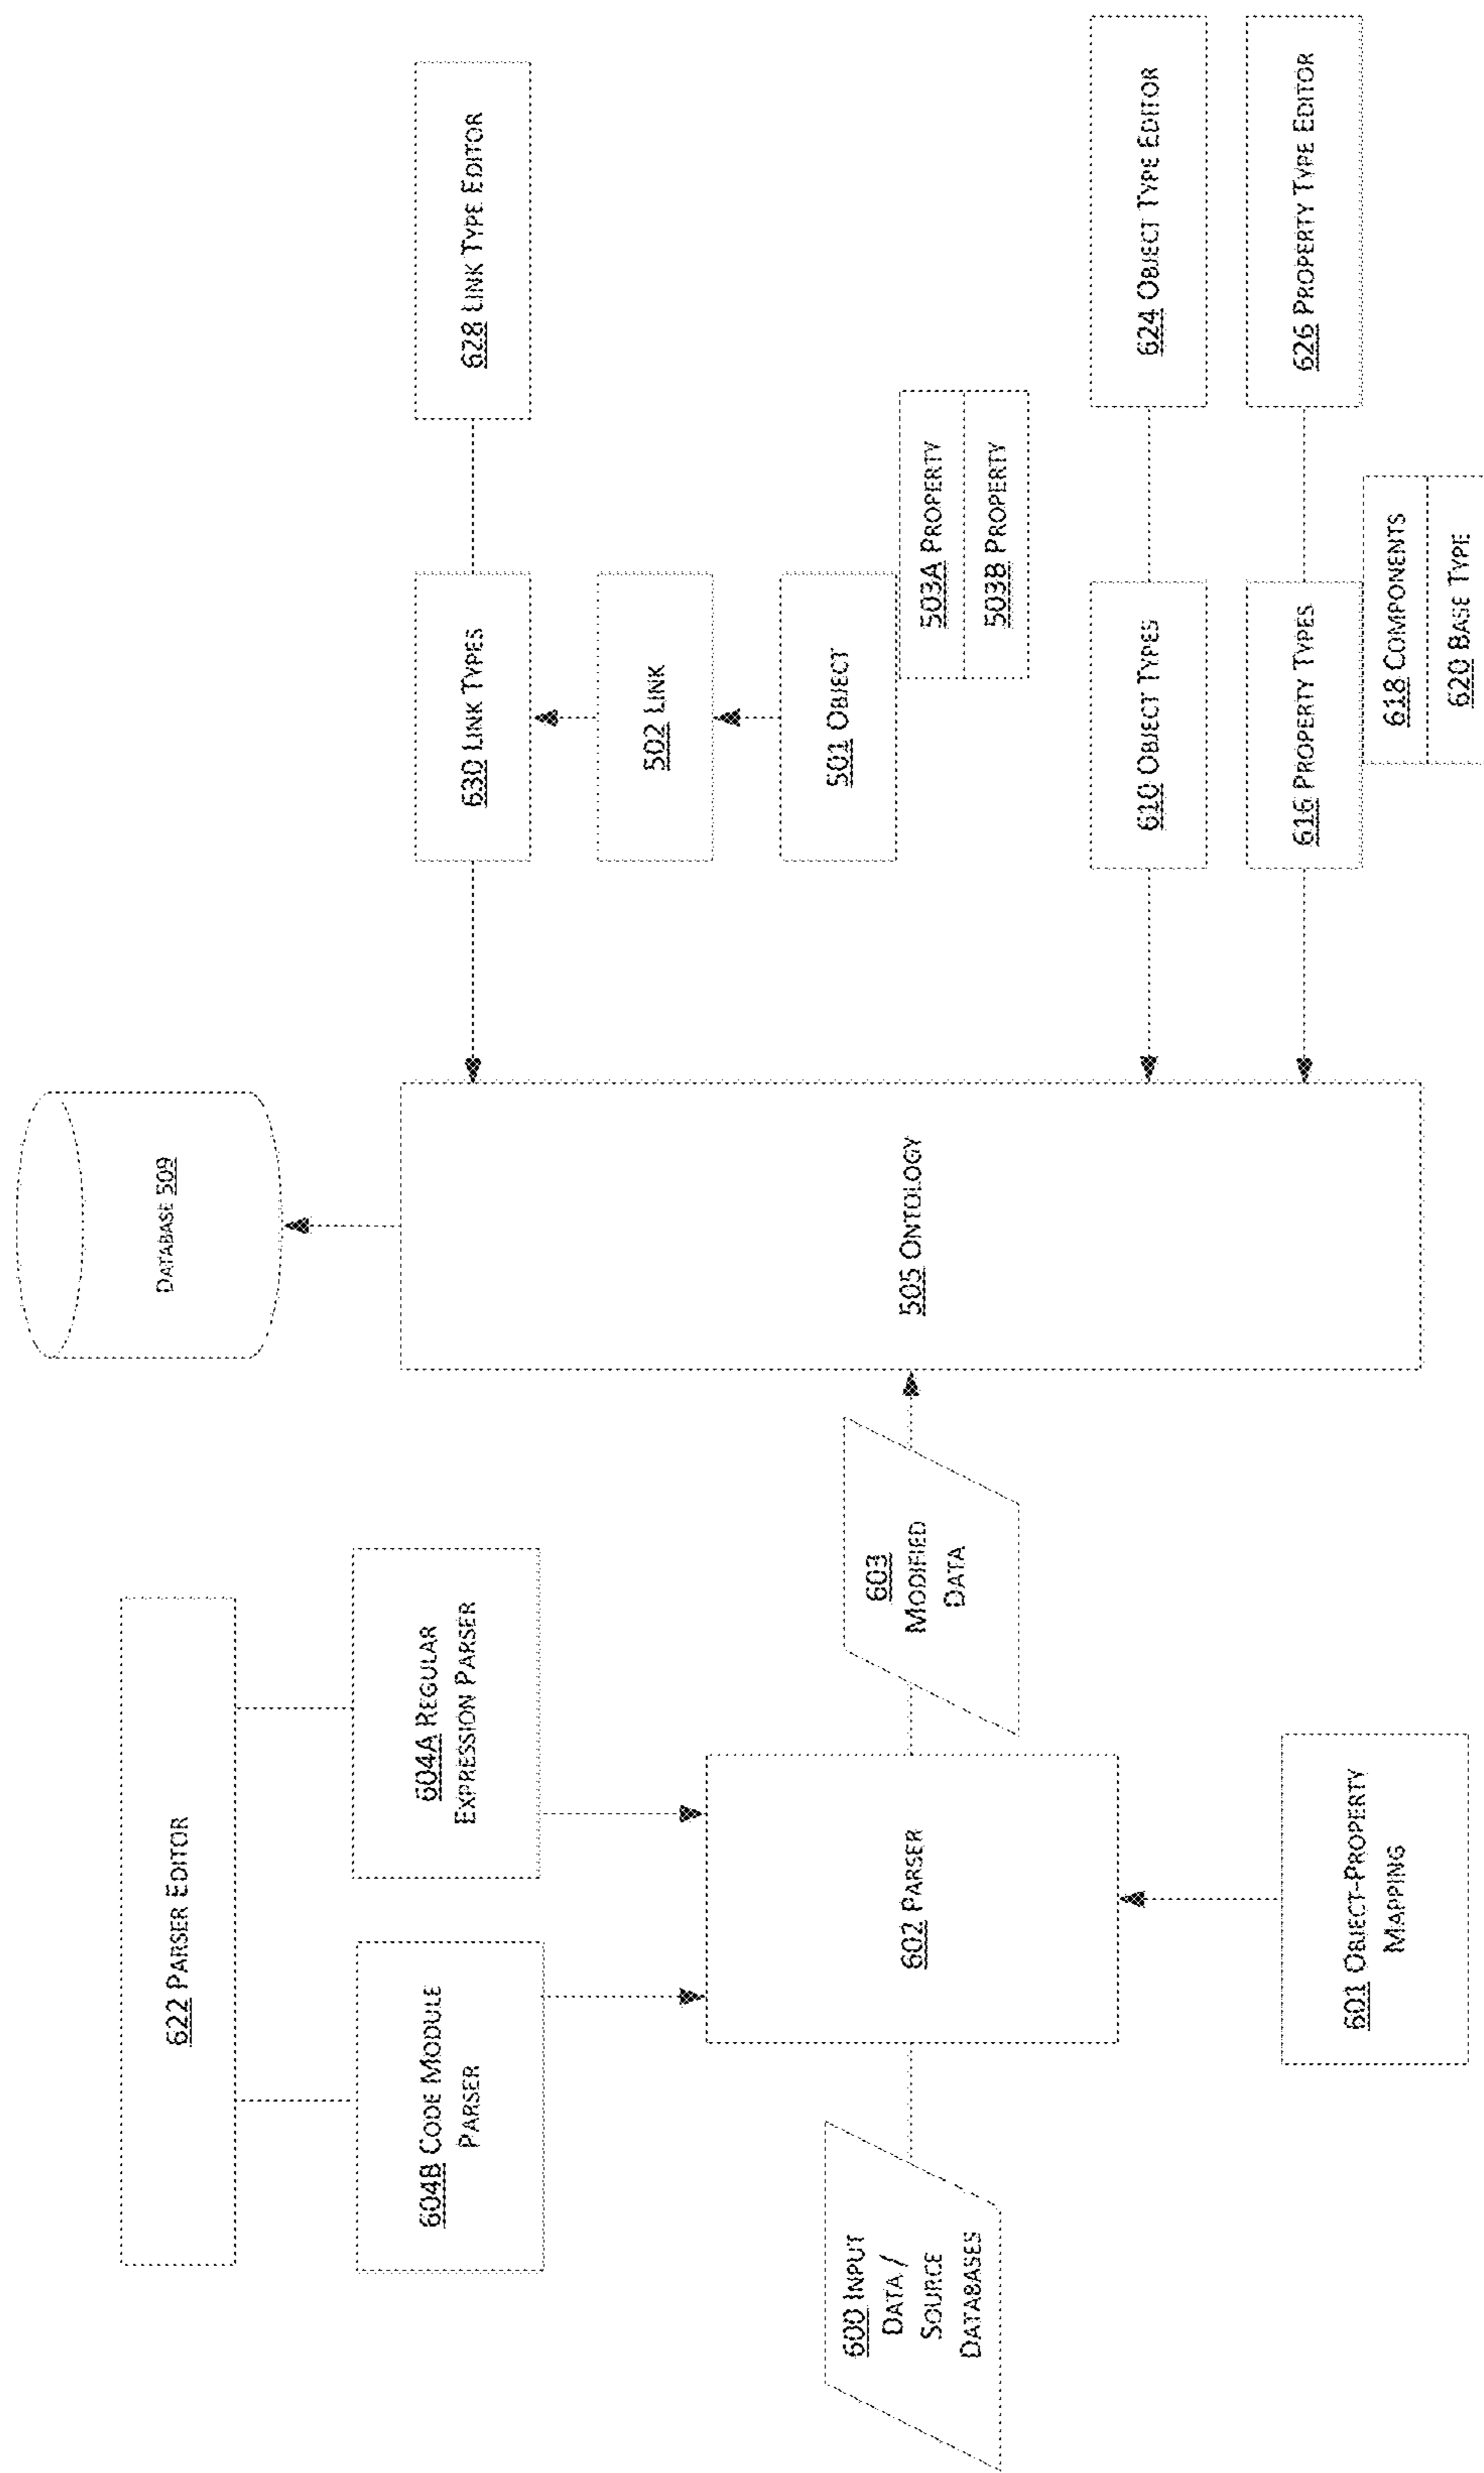 622 PARSER EDITOR
604B CODE MODULE
PARSER
604A REGULAR
EXPRESSION PARSER
600 INPUT
DATA /
SOURCE
DATABASES
602 PARSER
603
MODIFIED
DATA
601 OBJECT-PROPERTY
MAPPING
DATABASE 509
505 ONTOLOGY
630 LINK TYPES
628 LINK TYPE EDITOR
502 LINK
501 OBJECT
503A PROPERTY
503B PROPERTY
610 OBJECT TYPES
624 OBJECT TYPE EDITOR
616 PROPERTY TYPES
626 PROPERTY TYPE EDITOR
618 COMPONENTS
620 BASE TYPE